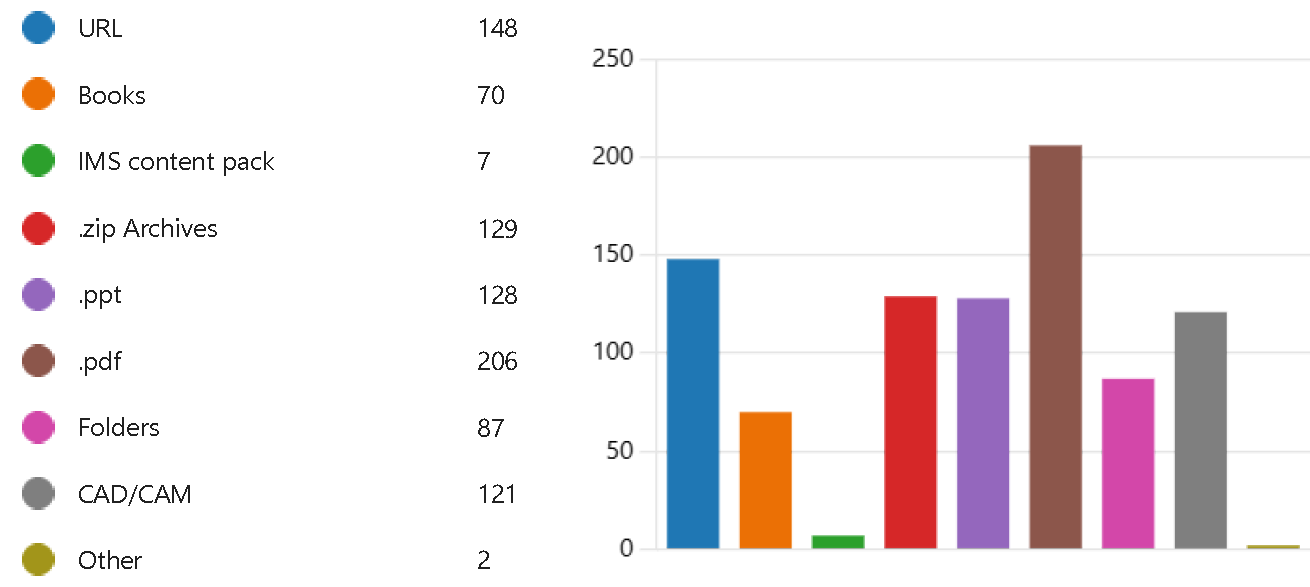 URL 148
Books 70
IMS content pack 7
.zip Archives 129
.ppt 128
.pdf 206
Folders 87
CAD/CAM 121
Other 2
250
200
150
100
50
0